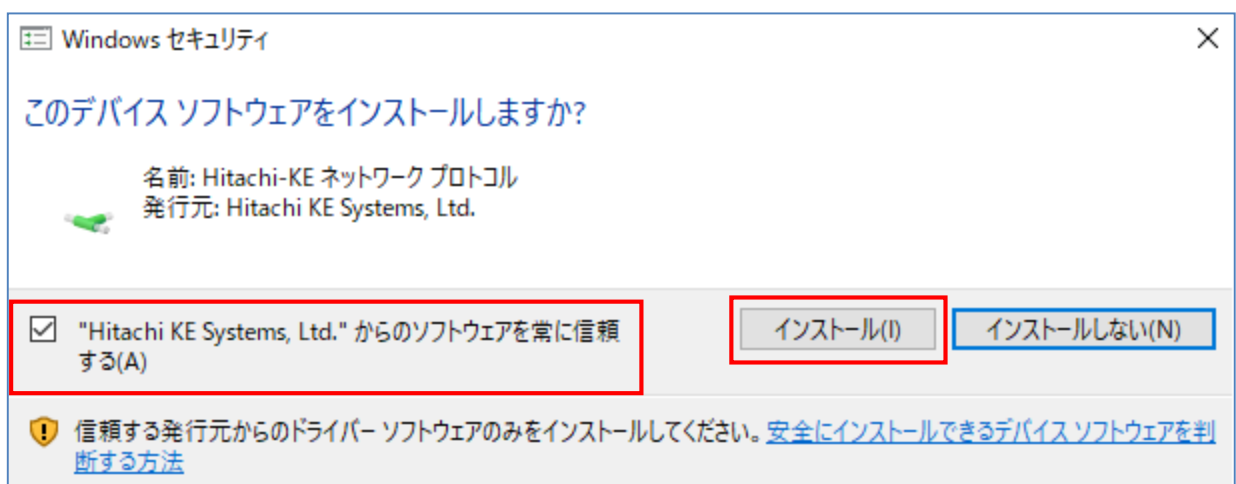 Windows セキュリティ
このデバイス ソフトウェアをインストールしますか?
名前: Hitachi-KE ネットワーク プロトコル
発行元: Hitachi KE Systems, Ltd.
"Hitachi KE Systems, Ltd." からのソフトウェアを常に信頼
する(A)
インストール(I)
インストールしない(N)
信頼する発行元からのドライバー ソフトウェアのみをインストールしてください。安全にインストールできるデバイス ソフトウェアを判
断する方法